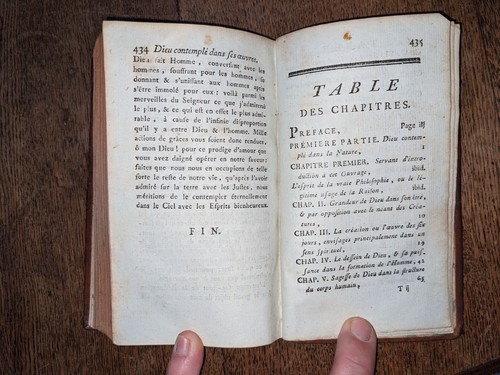 434 Dieu contemplé dans ses œuvres.
Dieu fait Homme, conversant avec les
hommes, souffrant pour les hommes, se
donnant & s'unissant aux hommes après
s'être immolé pour eux: voilà parmi les
merveilles du Seigneur ce que j'admirerai
le plus, & ce qui est en effet le plus admi-
rable, à cause de l'infinie disproportion
qu'il y a entre Dieu & l'homme. Mille
actions de grâces vous soient donc rendues,
ô mon Dieu! pour ce prodige d'amour que
vous avez daigné opérer en notre faveur:
faites que nous nous en occupions de telle
sorte le reste de notre vie, qu'après l'avoir
admiré sur la terre avec les Justes, nous
méritions de le contempler éternellement
dans le Ciel avec les Esprits bienheureux.
FIN.
435
TABLE
DES CHAPITRES.
PREFACE, Page iij
PREMIERE PARTIE. Dieu contem-
plé dans la Nature, 1
CHAPITRE PREMIER. Servant d'intro-
duction à cet Ouvrage, ibid.
L'esprit de la vraie Philosophie, ou le lé-
gitime usage de la Raison, ibid.
CHAP. II. Grandeur de Dieu dans son être,
& par opposition avec le néant des Créa-
tures, 10
CHAP. III. La création ou l'œuvre des six
jours, envisagés principalement dans un
sens spirituel, 19
CHAP. IV. Le dessein de Dieu, & sa puis-
sance dans la formation de l'Homme, 42
CHAP. V. Sagesse de Dieu dans la structure
du corps humain, 65
T ij